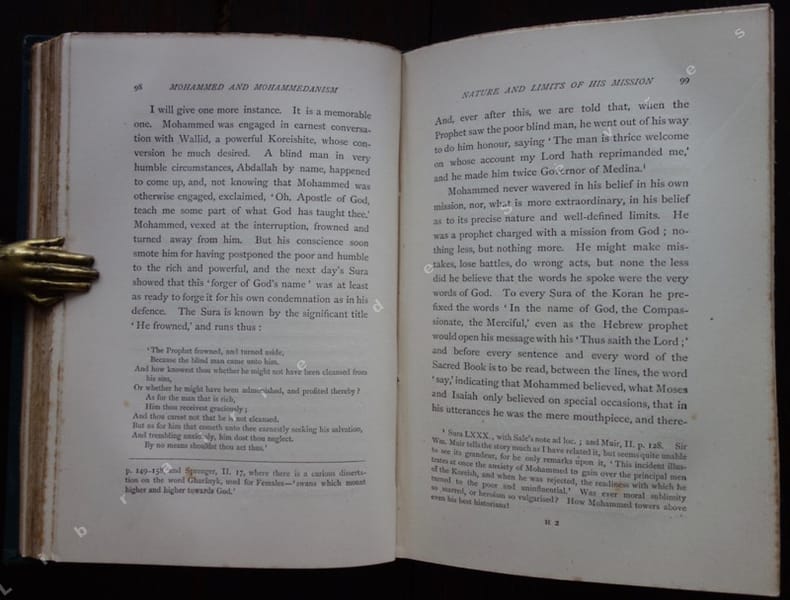 98 MOHAMMED AND MOHAMMEDANISM
I will give one more instance. It is a memorable
one. Mohammed was engaged in earnest conversa-
tion with Wallid, a powerful Koreishite, whose con-
version he much desired. A blind man in very
humble circumstances, Abdallah by name, happened
to come up, and, not knowing that Mohammed was
otherwise engaged, exclaimed, 'Oh, Apostle of God,
teach me some part of what God has taught thee.'
Mohammed, vexed at the interruption, frowned and
turned away from him. But his conscience soon
smote him for having postponed the poor and humble
to the rich and powerful, and the next day's Sura
showed that this 'forger of God's name' was at least
as ready to forge it for his own condemnation as in his
defence. The Sura is known by the significant title
'He frowned,' and runs thus:
'The Prophet frowned, and turned aside,
Because the blind man came unto him.
And how knowest thou whether he might not have been cleansed from
his sins,
Or whether he might have been admonished, and profited thereby?
As for the man that is rich,
Him thou receivest graciously;
And thou carest not that he is not cleansed.
But as for him that cometh unto thee earnestly seeking his salvation,
And trembling anxiously, him dost thou neglect.
By no means shouldst thou act thus.'
p. 149-150, and Sprenger, II. 17, where there is a curious disserta-
tion on the word Gharânyk, used for Females—'swans which mount
higher and higher towards God.'
NATURE AND LIMITS OF HIS MISSION 99
And, ever after this, we are told that, when the
Prophet saw the poor blind man, he went out of his way
to do him honour, saying 'The man is thrice welcome
on whose account my Lord hath reprimanded me,'
and he made him twice Governor of Medina.¹
Mohammed never wavered in his belief in his own
mission, nor, what is more extraordinary, in his belief
as to its precise nature and well-defined limits. He
was a prophet charged with a mission from God; no-
thing less, but nothing more. He might make mis-
takes, lose battles, do wrong acts, but none the less
did he believe that the words he spoke were the very
words of God. To every Sura of the Koran he pre-
fixed the words 'In the name of God, the Compas-
sionate, the Merciful,' even as the Hebrew prophet
would open his message with his 'Thus saith the Lord;'
and before every sentence and every word of the
Sacred Book is to be read, between the lines, the word
'say,' indicating that Mohammed believed, what Moses
and Isaiah only believed on special occasions, that in
his utterances he was the mere mouthpiece, and there-
¹ Sura LXXX., with Sale's note ad loc.; and Muir, II. p. 128. Sir
Wm. Muir tells the story much as I have related it, but seems quite unable
to see its grandeur, for he only remarks upon it, 'This incident illus-
trates at once the anxiety of Mohammed to gain over the principal men
of the Koreish, and when he was rejected, the readiness with which he
turned to the poor and uninfluential.' Was ever moral sublimity
so marred, or heroism so vulgarised? How Mohammed towers above
even his best historians!
H 2